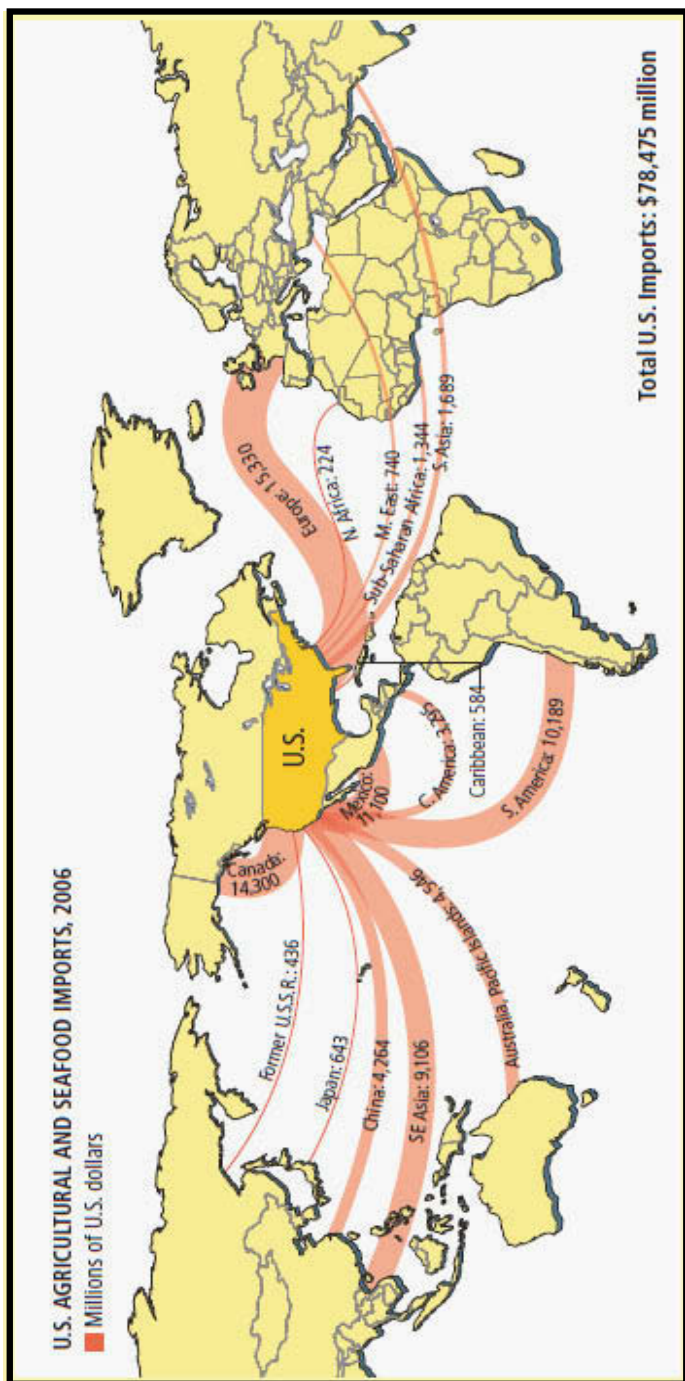 U.S. AGRICULTURAL AND SEAFOOD IMPORTS, 2006
Millions of U.S. dollars
Canada:
14,300
U.S.
Europe: 15,330
Former U.S.S.R.: 436
Japan: 643
China: 4,264
SE Asia: 9,106
Australia, Pacific Islands: 4,546
Mexico:
11,100
C. America: 3,295
Caribbean: 584
S. America: 10,189
N. Africa: 224
M. East: 740
Sub-Saharan Africa: 1,344
S. Asia: 1,689
Total U.S. Imports: $78,475 million